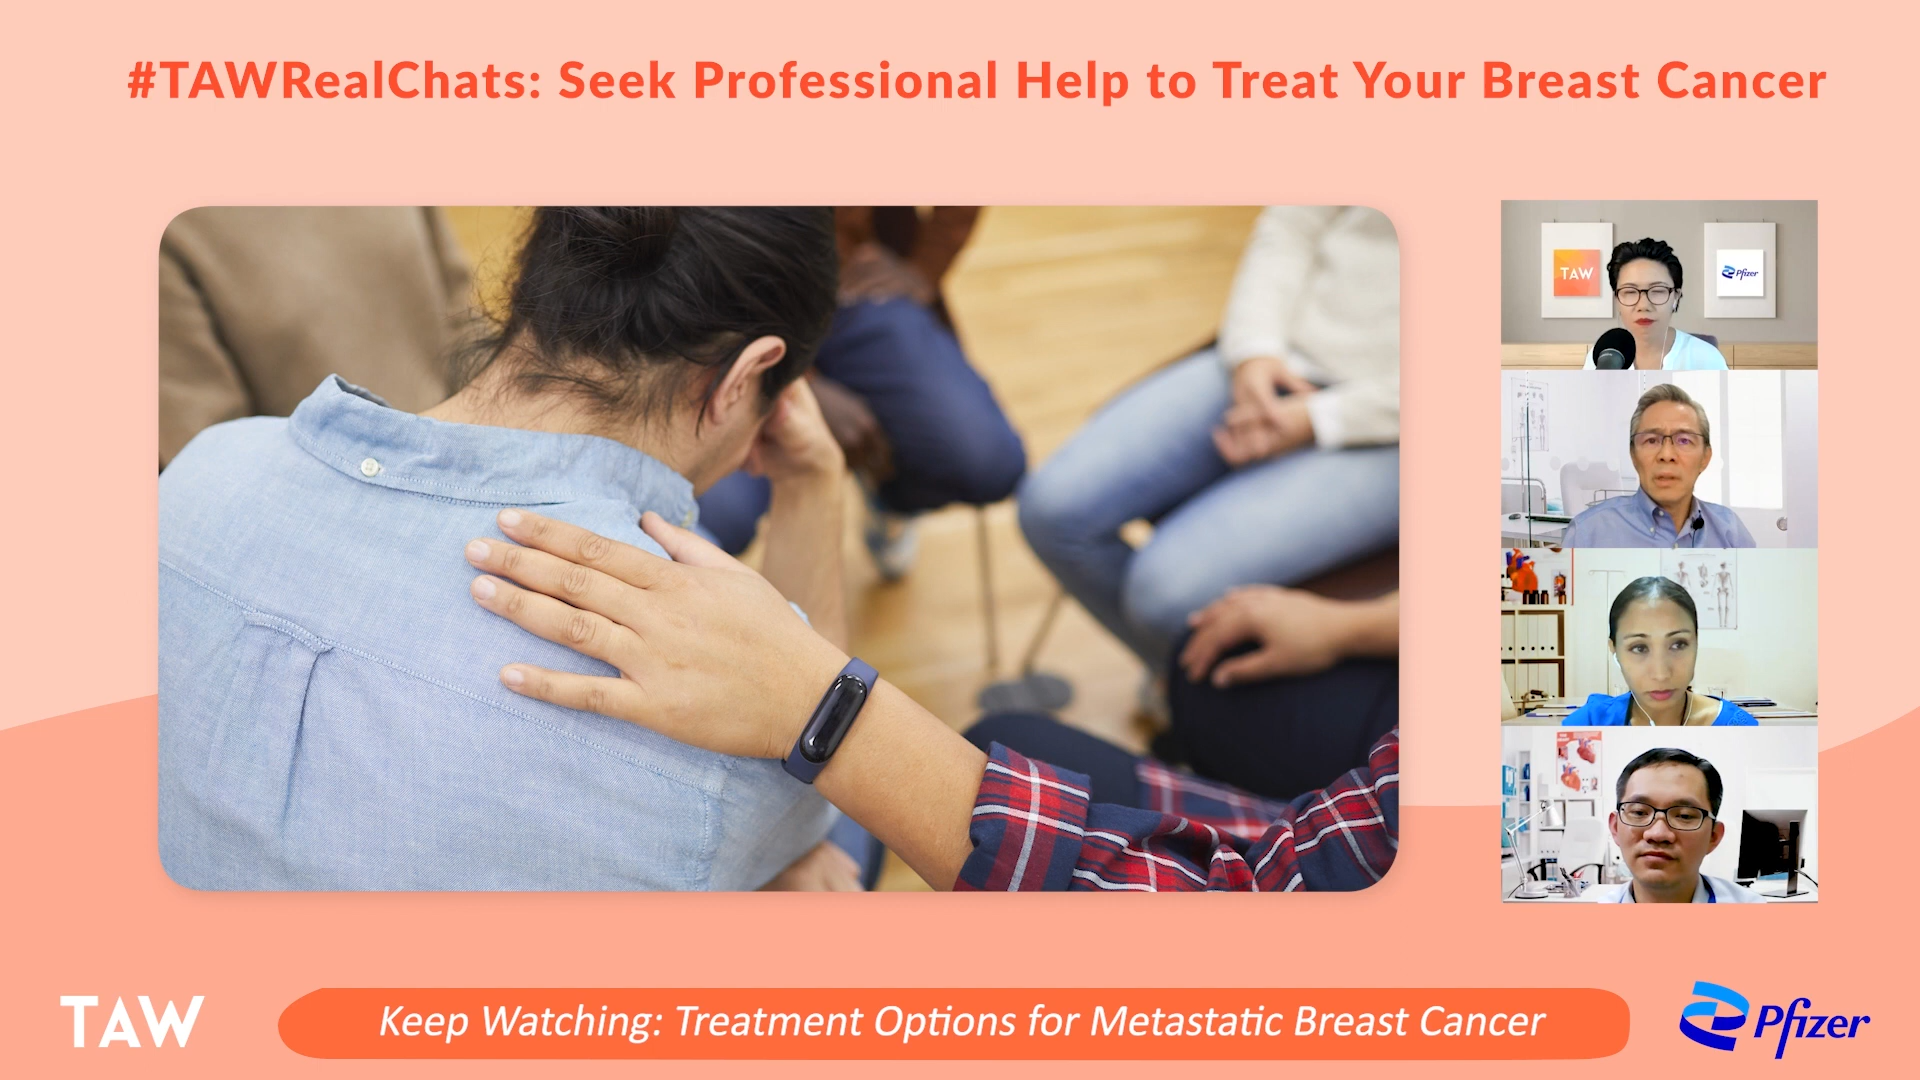 #TAWRealChats: Seek Professional Help to Treat Your Breast Cancer
TAW
Pfizer
Keep Watching: Treatment Options for Metastatic Breast Cancer
TAW
Pfizer